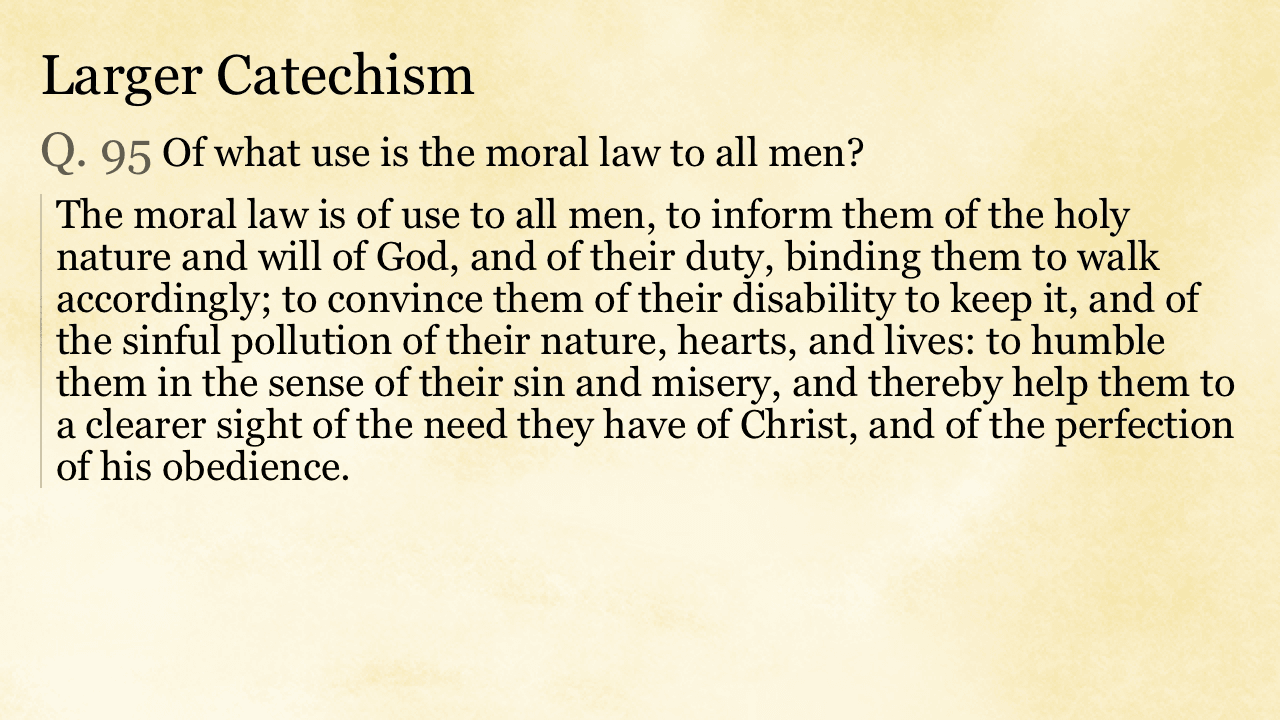 Larger Catechism
Q. 95 Of what use is the moral law to all men?
The moral law is of use to all men, to inform them of the holy
nature and will of God, and of their duty, binding them to walk
accordingly; to convince them of their disability to keep it, and of
the sinful pollution of their nature, hearts, and lives: to humble
them in the sense of their sin and misery, and thereby help them to
a clearer sight of the need they have of Christ, and of the perfection
of his obedience.